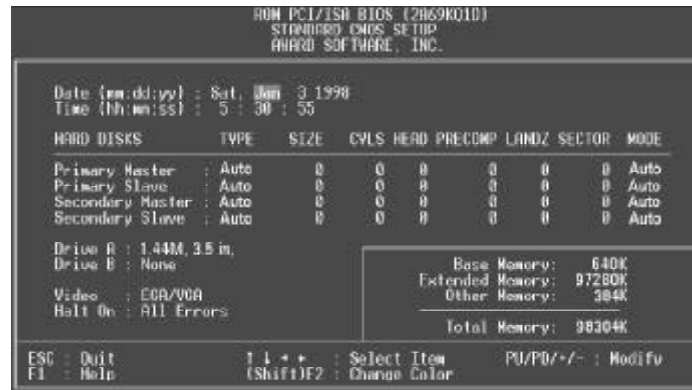 ROM PCI/ISA BIOS (2A69KQ1D)
STANDARD CMOS SETUP
AWARD SOFTWARE, INC.
Date (mm:dd:yy) : Sat, Jan 3 1998
Time (hh:mm:ss) : 5 : 30 : 55
HARD DISKS TYPE SIZE CYLS HEAD PRECOMP LANDZ SECTOR MODE
Primary Master : Auto 0 0 0 0 0 0 Auto
Primary Slave : Auto 0 0 0 0 0 0 Auto
Secondary Master : Auto 0 0 0 0 0 0 Auto
Secondary Slave : Auto 0 0 0 0 0 0 Auto
Drive A : 1.44M, 3.5 in,
Drive B : None
Video : EGA/VGA
Halt On : All Errors
Base Memory: 640K
Extended Memory: 97280K
Other Memory: 384K
Total Memory: 98304K
ESC : Quit ↑ ↓ → ← : Select Item PU/PD/+/- : Modify
F1 : Help (Shift)F2 : Change Color